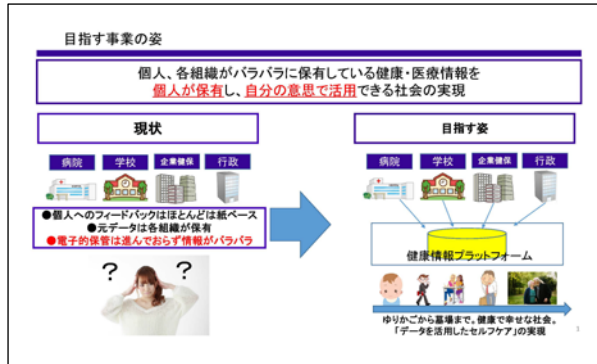 目指す事業の姿
個人、各組織がバラバラに保有している健康・医療情報を
個人が保有し、自分の意思で活用できる社会の実現
現状
病院
学校
企業健保
行政
●個人へのフィードバックはほとんどは紙ベース
●元データは各組織が保有
●電子的保管は進んでおらず情報がバラバラ
?
?
目指す姿
病院
学校
企業健保
行政
健康情報プラットフォーム
ゆりかごから墓場まで。健康で幸せな社会。
「データを活用したセルフケア」の実現
3